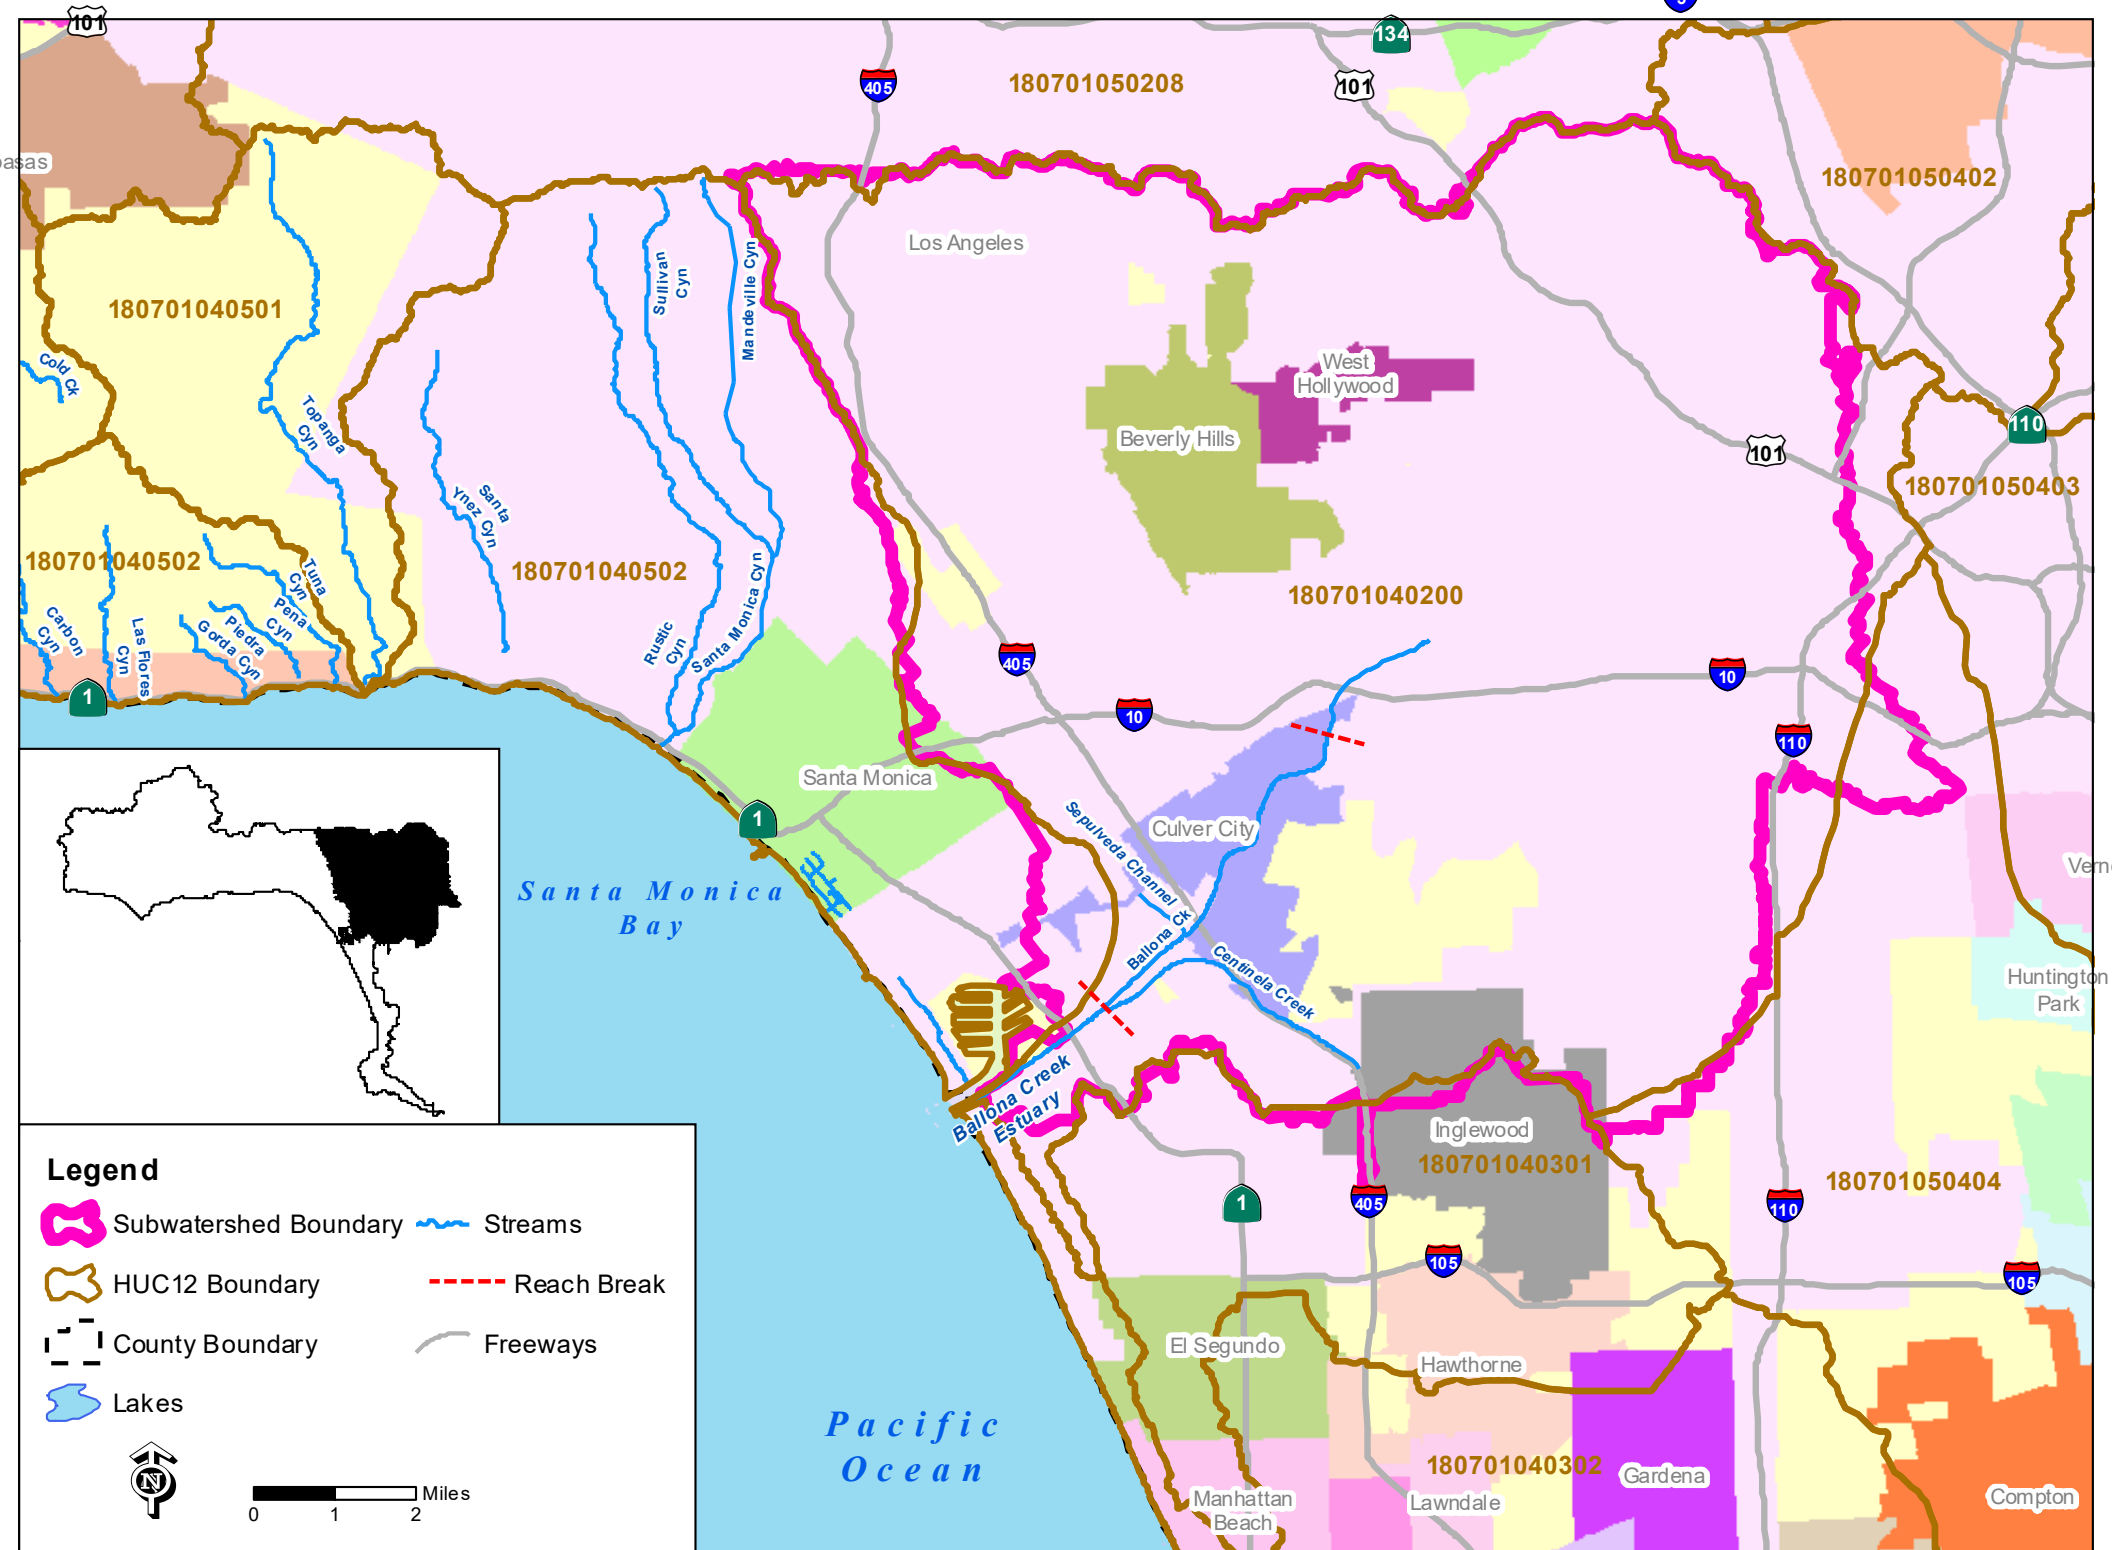 101
5
134
405
180701050208
101
asas
180701050402
Los Angeles
Sullivan
Cyn
Mandeville Cyn
180701040501
Cold Ck
West
Hollywood
Topanga
Cyn
Beverly Hills
110
101
180701050403
Santa
Ynez Cyn
180701040502
180701040502
180701040200
Tuna
Cyn
Pena
Cyn
Piedra
Gorda Cyn
Carbon
Cyn
Las Flores
Cyn
Rustic
Cyn
Santa Monica Cyn
405
10
10
1
110
Santa Monica
1
Culver City
Sepulveda Channel
Santa Monica
Bay
Vern
Ballona Ck
Centinela Creek
Huntington
Park
Ballona Creek
Estuary
Inglewood
180701040301
180701050404
405
1
110
105
105
El Segundo
Hawthorne
Pacific
Ocean
180701040302
Gardena
Manhattan
Beach
Lawndale
Compton
Legend
Subwatershed Boundary
Streams
HUC12 Boundary
Reach Break
County Boundary
Freeways
Lakes
N
Miles
0 1 2